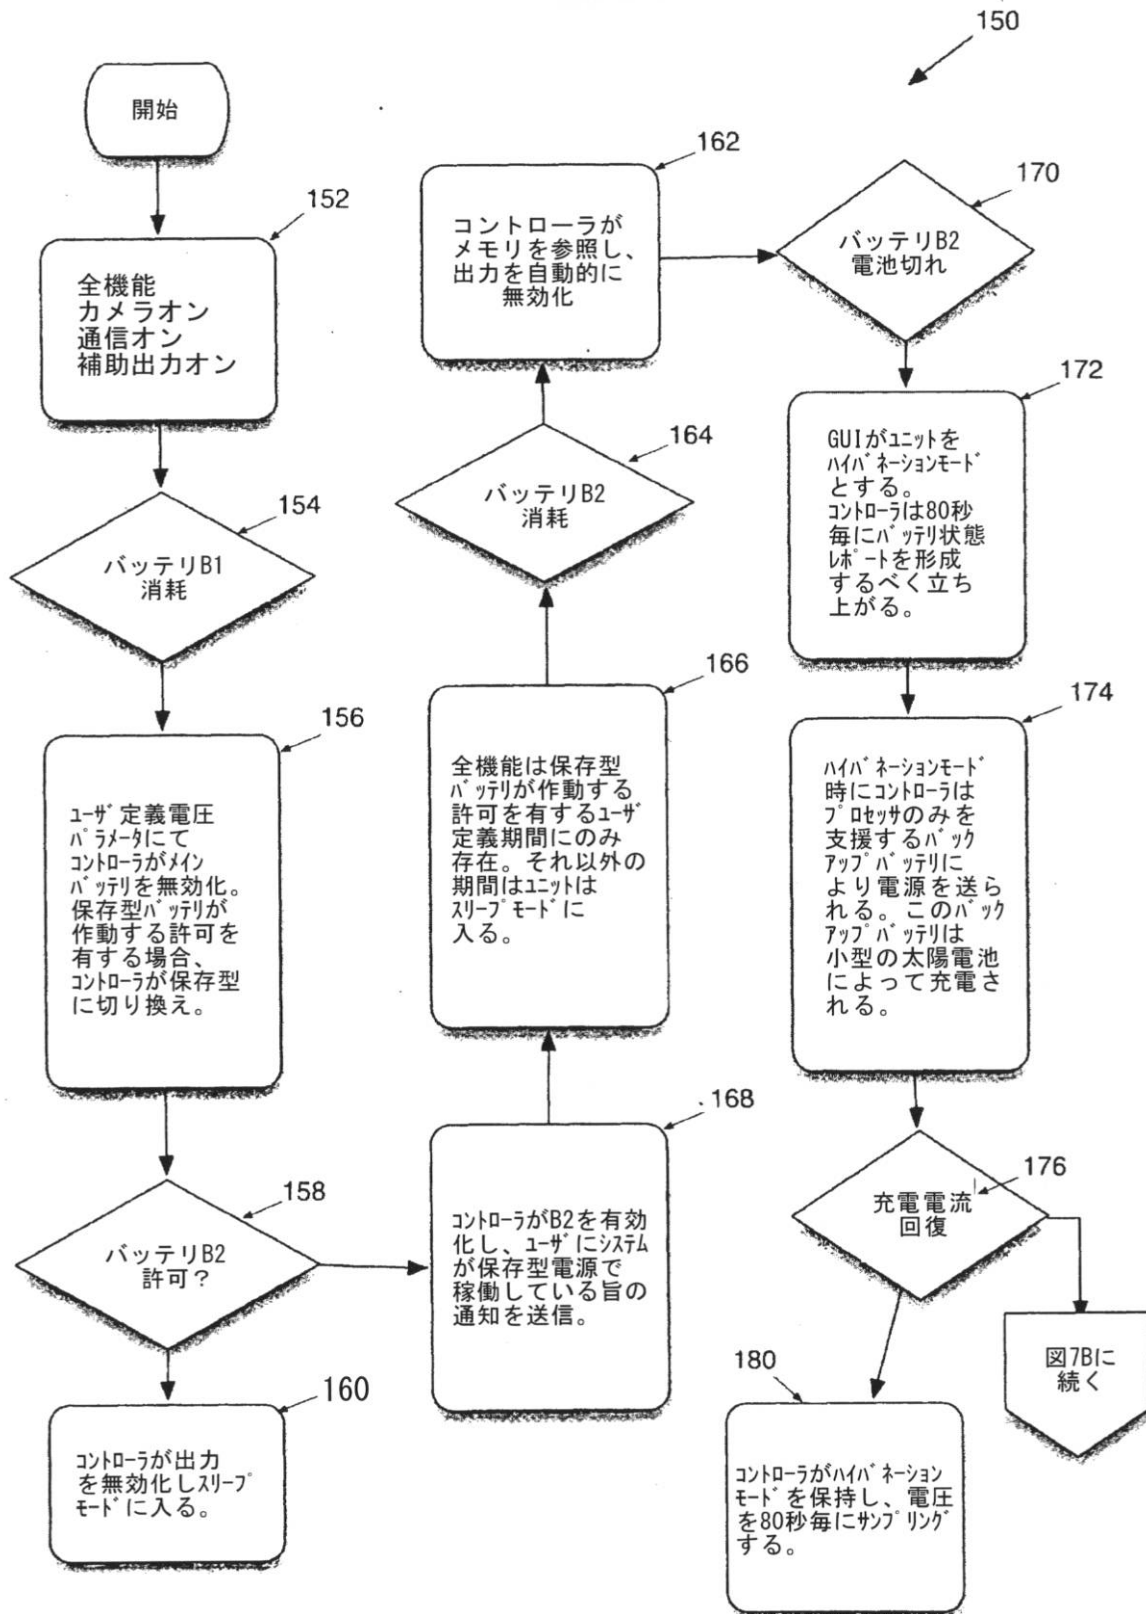 150
開始
152
全機能
カメラオン
通信オン
補助出力オン
154
バッテリB1
消耗
156
ユーザ定義電圧
パラメータにて
コントローラがメイン
バッテリを無効化。
保存型バッテリが
作動する許可を
有する場合、
コントローラが保存型
に切り換え。
158
バッテリB2
許可?
160
コントローラが出力
を無効化しスリープ
モードに入る。
162
コントローラが
メモリを参照し、
出力を自動的に
無効化
164
バッテリB2
消耗
166
全機能は保存型
バッテリが作動する
許可を有するユーザ
定義期間にのみ
存在。それ以外の
期間はユニットは
スリープモードに
入る。
168
コントローラがB2を有効
化し、ユーザにシステム
が保存型電源で
稼働している旨の
通知を送信。
170
バッテリB2
電池切れ
172
GUIがユニットを
ハイバネーションモード
とする。
コントローラは80秒
毎にバッテリ状態
レポートを形成
するべく立ち
上がる。
174
ハイバネーションモード
時にコントローラは
プロセッサのみを
支援するバック
アップバッテリに
より電源を送ら
れる。このバック
アップバッテリは
小型の太陽電池
によって充電さ
れる。
176
充電電流
回復
図7Bに
続く
180
コントローラがハイバネーション
モードを保持し、電圧
を80秒毎にサンプリング
する。